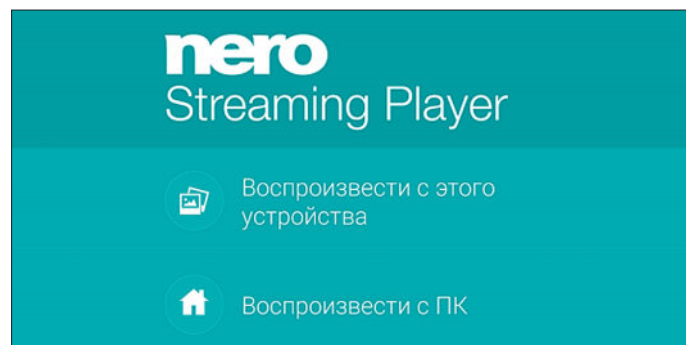 nero
Streaming Player
Воспроизвести с этого
устройства
Воспроизвести с ПК